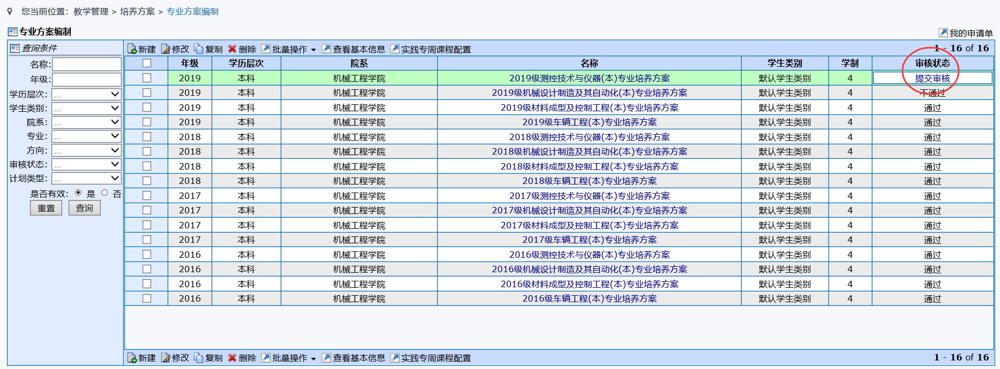 您当前位置：教学管理 > 培养方案 > 专业方案编制
专业方案编制
我的申请单
查询条件
名称:
年级:
学历层次: ...
学生类别: ...
院系: ...
专业: ...
方向: ...
审核状态: ...
计划类型: ...
是否有效: 是 否
重置 查询
新建 修改 复制 删除 批量操作 查看基本信息 实践专周课程配置 1 - 16 of 16
年级 学历层次 院系 名称 学生类别 学制 审核状态
2019 本科 机械工程学院 2019级测控技术与仪器(本)专业培养方案 默认学生类别 4 提交审核
2019 本科 机械工程学院 2019级机械设计制造及其自动化(本)专业培养方案 默认学生类别 4 不通过
2019 本科 机械工程学院 2019级材料成型及控制工程(本)专业培养方案 默认学生类别 4 通过
2019 本科 机械工程学院 2019级车辆工程(本)专业培养方案 默认学生类别 4 通过
2018 本科 机械工程学院 2018级测控技术与仪器(本)专业培养方案 默认学生类别 4 通过
2018 本科 机械工程学院 2018级机械设计制造及其自动化(本)专业培养方案 默认学生类别 4 通过
2018 本科 机械工程学院 2018级材料成型及控制工程(本)专业培养方案 默认学生类别 4 通过
2018 本科 机械工程学院 2018级车辆工程(本)专业培养方案 默认学生类别 4 通过
2017 本科 机械工程学院 2017级测控技术与仪器(本)专业培养方案 默认学生类别 4 通过
2017 本科 机械工程学院 2017级机械设计制造及其自动化(本)专业培养方案 默认学生类别 4 通过
2017 本科 机械工程学院 2017级材料成型及控制工程(本)专业培养方案 默认学生类别 4 通过
2017 本科 机械工程学院 2017级车辆工程(本)专业培养方案 默认学生类别 4 通过
2016 本科 机械工程学院 2016级测控技术与仪器(本)专业培养方案 默认学生类别 4 通过
2016 本科 机械工程学院 2016级机械设计制造及其自动化(本)专业培养方案 默认学生类别 4 通过
2016 本科 机械工程学院 2016级材料成型及控制工程(本)专业培养方案 默认学生类别 4 通过
2016 本科 机械工程学院 2016级车辆工程(本)专业培养方案 默认学生类别 4 通过
新建 修改 复制 删除 批量操作 查看基本信息 实践专周课程配置 1 - 16 of 16